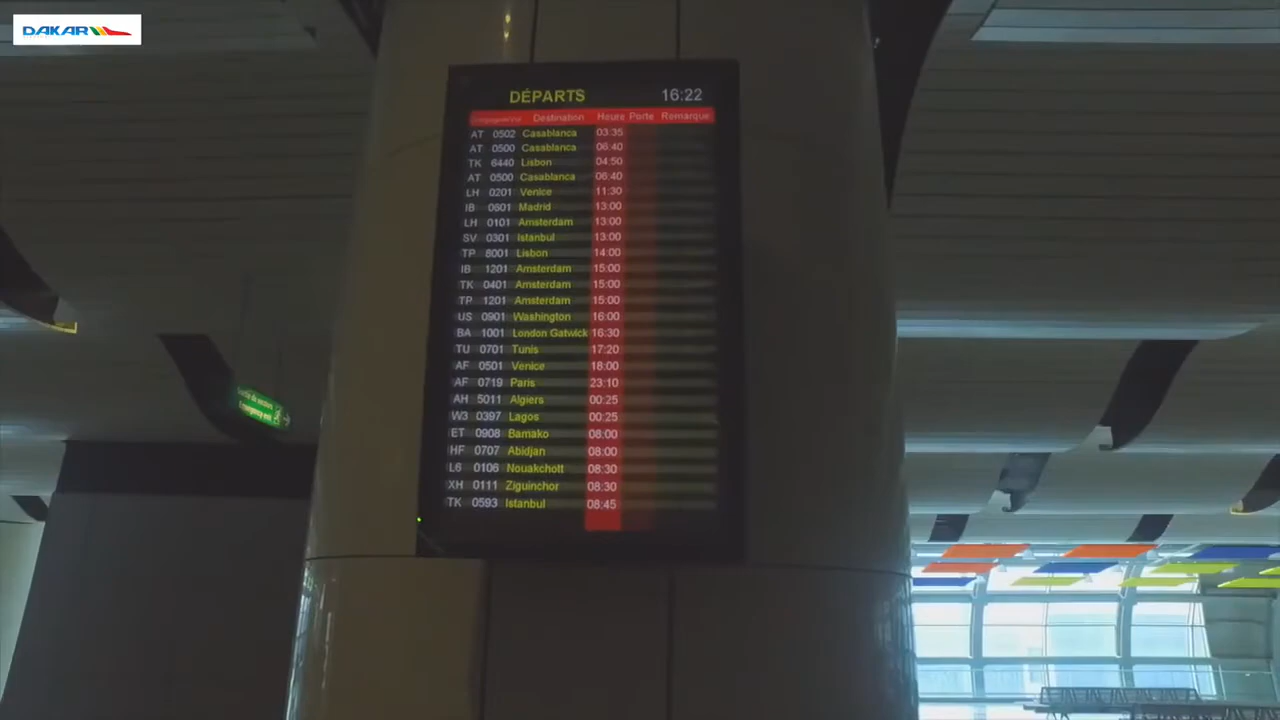 DAKAR
DÉPARTS 16:22
Destination Heure Porte Remarque
AT 0502 Casablanca 03:35
AT 0500 Casablanca 06:40
TK 6440 Lisbon 04:50
AT 0500 Casablanca 06:40
LH 0201 Venice 11:30
IB 0601 Madrid 13:00
LH 0101 Amsterdam 13:00
SV 0301 Istanbul 13:00
TP 8001 Lisbon 14:00
IB 1201 Amsterdam 15:00
TK 0401 Amsterdam 15:00
TP 1201 Amsterdam 15:00
US 0901 Washington 16:00
BA 1001 London Gatwick 16:30
TU 0701 Tunis 17:20
AF 0501 Venice 18:00
AF 0719 Paris 23:10
AH 5011 Algiers 00:25
W3 0397 Lagos 00:25
ET 0908 Bamako 08:00
HF 0707 Abidjan 08:00
L6 0106 Nouakchott 08:30
XH 0111 Ziguinchor 08:30
TK 0593 Istanbul 08:45
Sortie de secours
Emergency exit